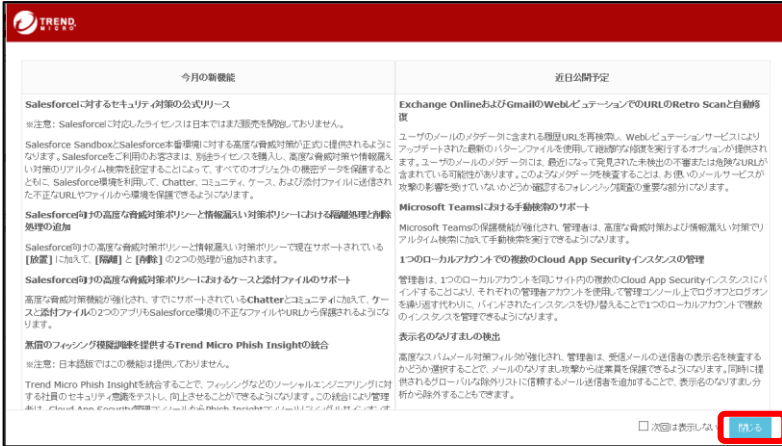 TREND
MICRO
今月の新機能
Salesforceに対するセキュリティ対策の公式リリース
※注意: Salesforceに対応したライセンスは日本ではまだ販売を開始しておりません。
Salesforce SandboxとSalesforce本番環境に対する高度な脅威対策が正式に提供されるように
なります。Salesforceをご利用のお客さまは、別途ライセンスを購入し、高度な脅威対策や情報漏え
い対策のリアルタイム検索を設定することによって、すべてのオブジェクトの機密データを保護すると
ともに、Salesforce環境を利用して、Chatter、コミュニティ、ケース、および添付ファイルに送信され
た不正なURLやファイルから環境を保護できるようになります。
Salesforce向けの高度な脅威対策ポリシーと情報漏えい対策ポリシーにおける隔離処理と削除
処理の追加
Salesforce向けの高度な脅威対策ポリシーと情報漏えい対策ポリシーで現在サポートされている
[放置] に加えて、[隔離] と [削除] の2つの処理が追加されます。
Salesforce向けの高度な脅威対策ポリシーにおけるケースと添付ファイルのサポート
高度な脅威対策機能が強化され、すでにサポートされているChatterとコミュニティに加えて、ケー
スと添付ファイルの2つのアプリもSalesforce環境の不正なファイルやURLから保護されるようにな
ります。
無償のフィッシング模擬訓練を提供するTrend Micro Phish Insightの統合
※注意: 日本語版ではこの機能は提供しておりません。
Trend Micro Phish Insightを統合することで、フィッシングなどのソーシャルエンジニアリングに対
する社員のセキュリティ意識をテストし、向上させることができるようになります。この統合により管理
者は、Cloud App Security管理コンソールからPhish Insightコンソールにシングルサインオンす
近日公開予定
Exchange OnlineおよびGmailのWebレピュテーションでのURLのRetro Scanと自動修
復
ユーザのメールのメタデータに含まれる履歴URLを再検索し、Webレピュテーションサービスにより
アップデートされた最新のパターンファイルを使用して継続的な修復を実行するオプションが提供され
ます。ユーザのメールのメタデータには、最近になって発見された未検出の不審または危険なURLが
含まれている可能性があります。このようなメタデータを検査することは、お使いのメールサービスが
攻撃の影響を受けていないかどうか確認するフォレンジック調査の重要な部分になります。
Microsoft Teamsにおける手動検索のサポート
Microsoft Teamsの保護機能が強化され、管理者は、高度な脅威対策および情報漏えい対策でリ
アルタイム検索に加えて手動検索を実行できるようになります。
1つのローカルアカウントでの複数のCloud App Securityインスタンスの管理
管理者は、1つのローカルアカウントを同じサイト内の複数のCloud App Securityインスタンスにバ
インドすることにより、それぞれの管理者アカウントを使用して管理コンソール上でログオフとログオン
を繰り返す代わりに、バインドされたインスタンスを切り替えることで1つのローカルアカウントで複数
のインスタンスを管理できるようになります。
表示名のなりすましの検出
高度なスパムメール対策フィルタが強化され、管理者は、受信メールの送信者の表示名を検査する
かどうか選択することで、メールのなりすまし攻撃から従業員を保護できるようになります。同時に提
供されるグローバルな除外リストに信頼するメール送信者を追加することで、表示名のなりすまし分
析から除外することもできます。
次回は表示しない
閉じる